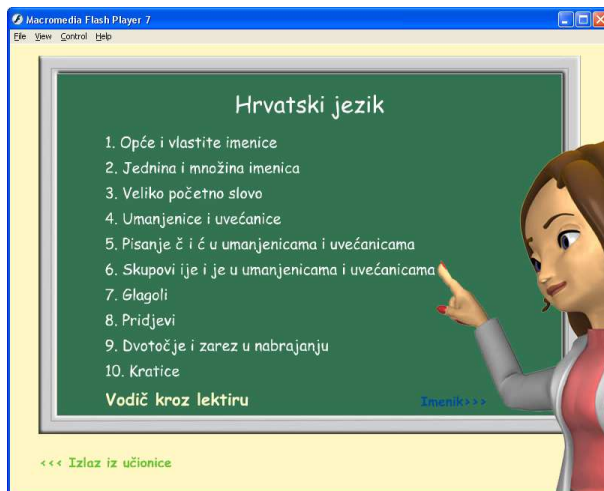 Macromedia Flash Player 7
File View Control Help
Hrvatski jezik
1. Opće i vlastite imenice
2. Jednina i množina imenica
3. Veliko početno slovo
4. Umanjenice i uvećanice
5. Pisanje č i ć u umanjenicama i uvećanicama
6. Skupovi ije i je u umanjenicama i uvećanicama
7. Glagoli
8. Pridjevi
9. Dvotočje i zarez u nabrajanju
10. Kratice
Vodič kroz lektiru
Imenik>>>
<<< Izlaz iz učionice